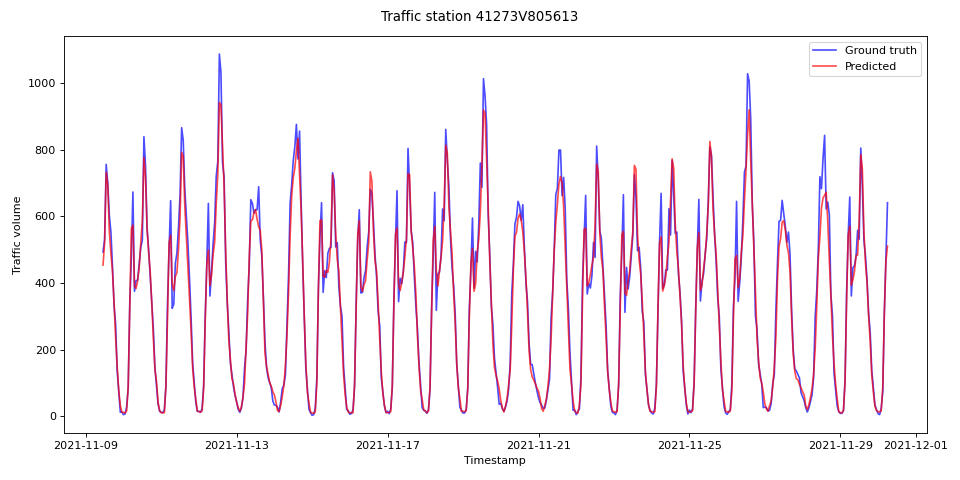 Traffic station 41273V805613
Ground truth
Predicted
Traffic volume
1000
800
600
400
200
0
2021-11-09
2021-11-13
2021-11-17
2021-11-21
2021-11-25
2021-11-29
2021-12-01
Timestamp